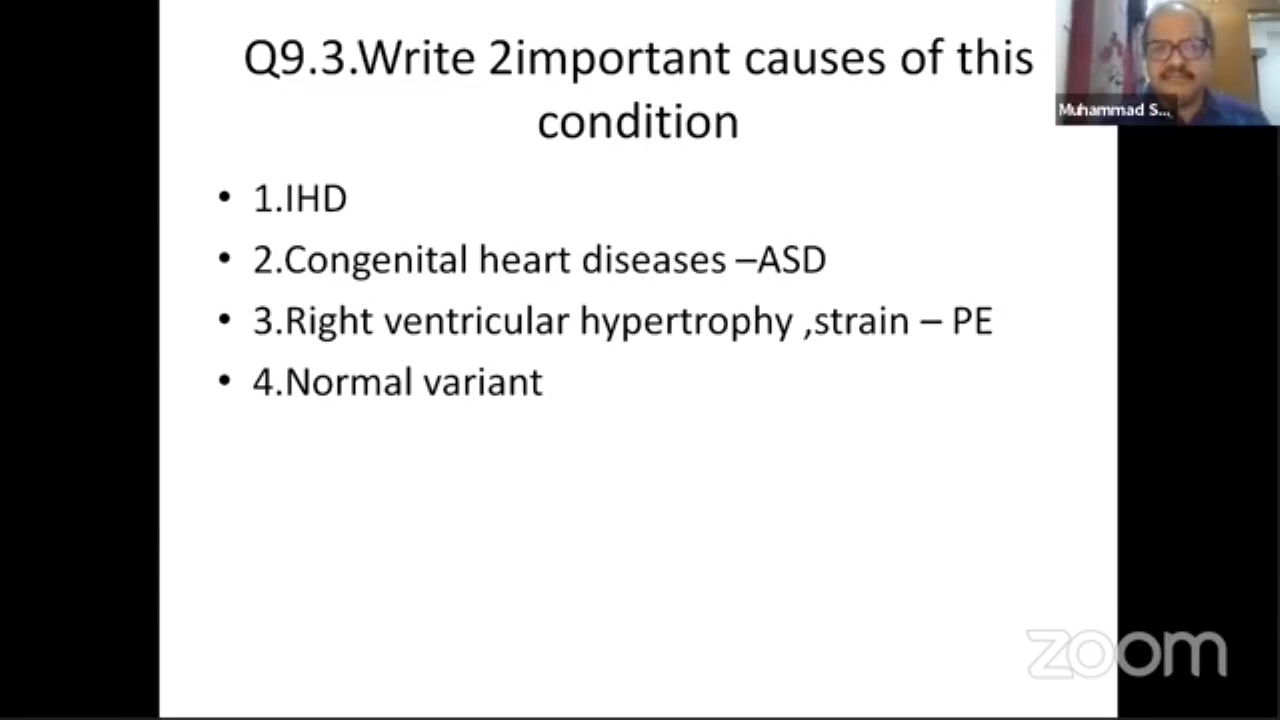 Q9.3.Write 2important causes of this
condition
Muhammad S...
• 1.IHD
• 2.Congenital heart diseases –ASD
• 3.Right ventricular hypertrophy ,strain – PE
• 4.Normal variant
zoom